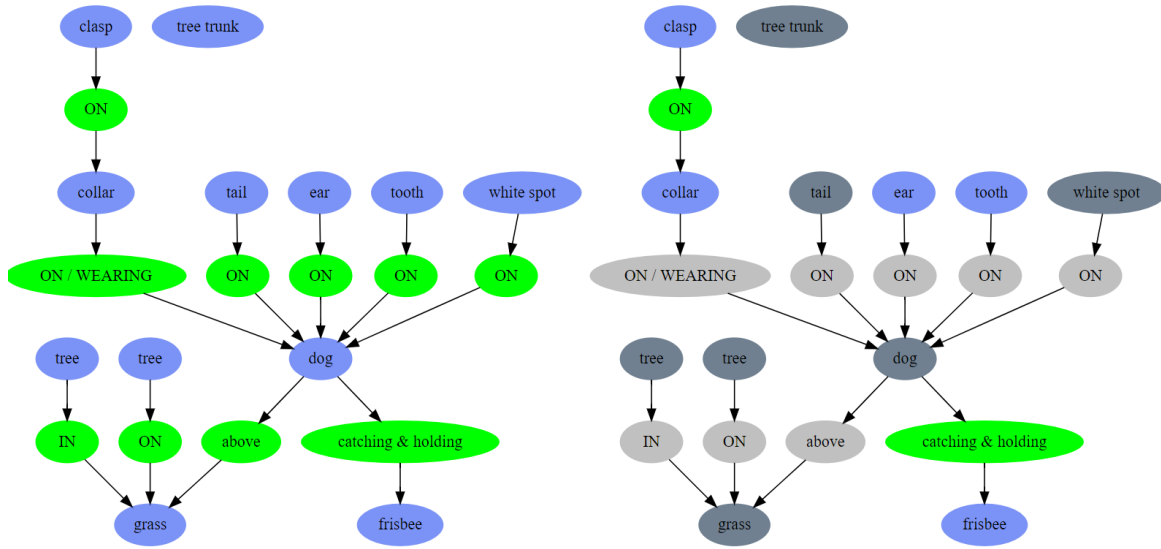 clasp
tree trunk
ON
collar
tail
ear
tooth
white spot
ON / WEARING
ON
ON
ON
ON
tree
tree
dog
IN
ON
above
catching & holding
grass
frisbee
clasp
tree trunk
ON
collar
tail
ear
tooth
white spot
ON / WEARING
ON
ON
ON
ON
tree
tree
dog
IN
ON
above
catching & holding
grass
frisbee